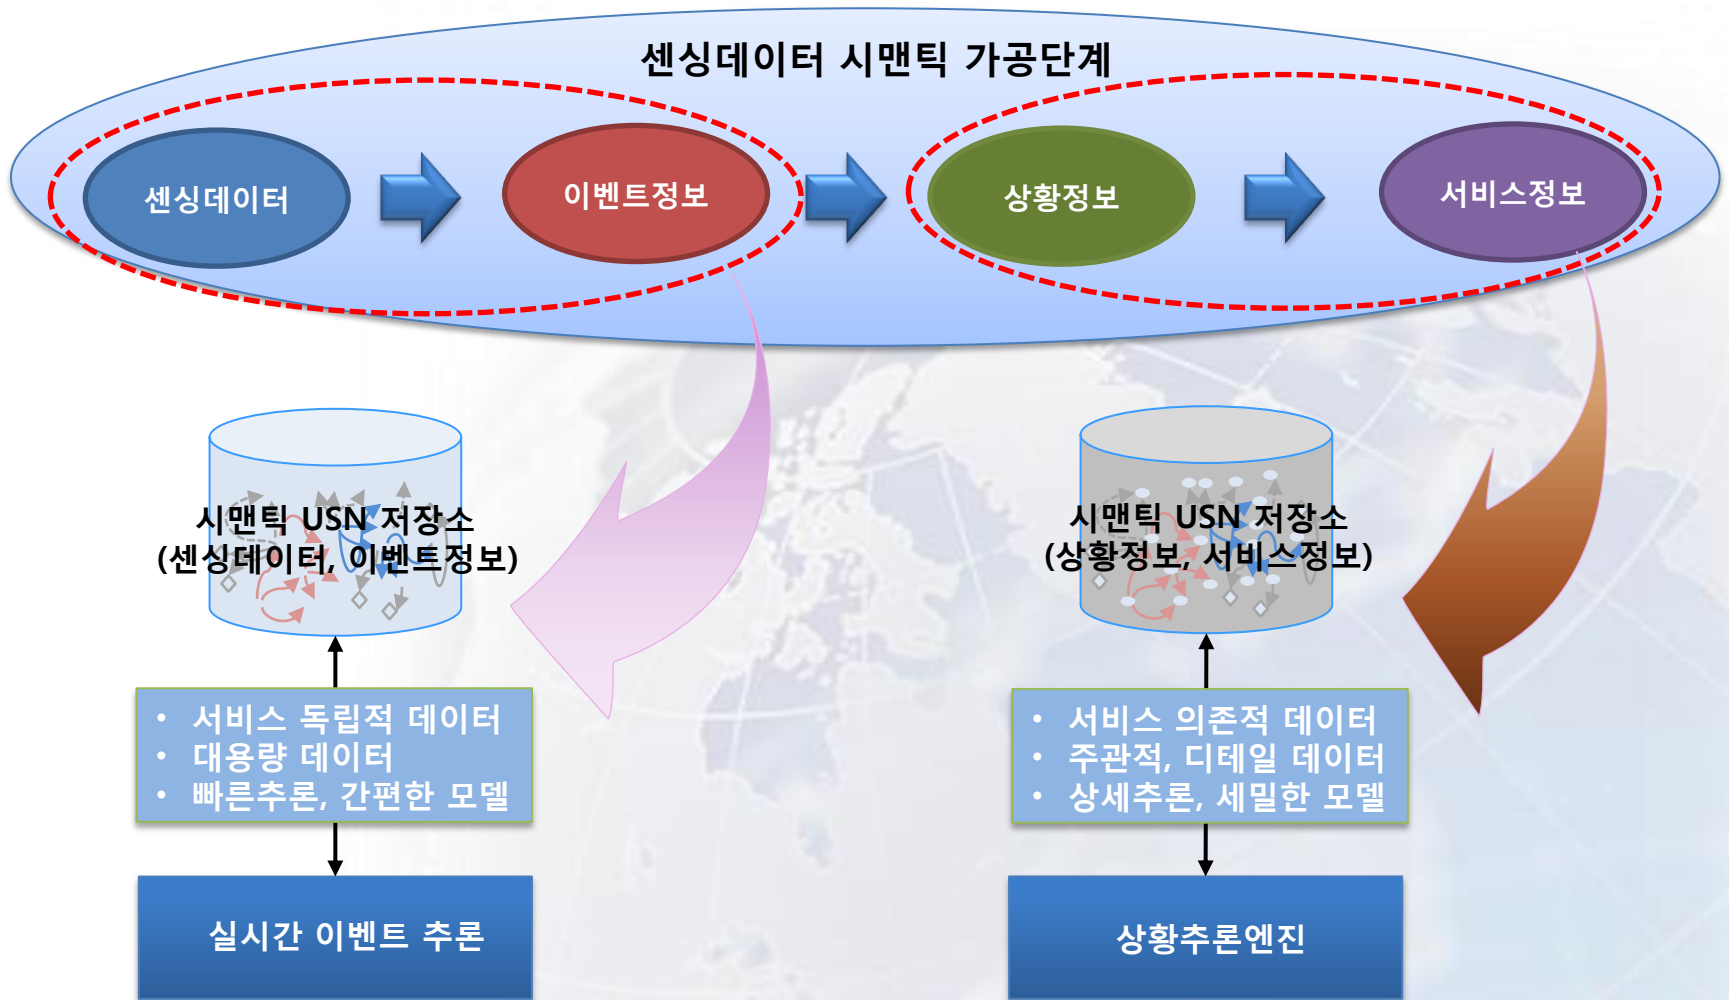 센싱데이터 시맨틱 가공단계
센싱데이터
이벤트정보
상황정보
서비스정보
시맨틱 USN 저장소
(센싱데이터, 이벤트정보)
시맨틱 USN 저장소
(상황정보, 서비스정보)
• 서비스 독립적 데이터
• 대용량 데이터
• 빠른추론, 간편한 모델
• 서비스 의존적 데이터
• 주관적, 디테일 데이터
• 상세추론, 세밀한 모델
실시간 이벤트 추론
상황추론엔진